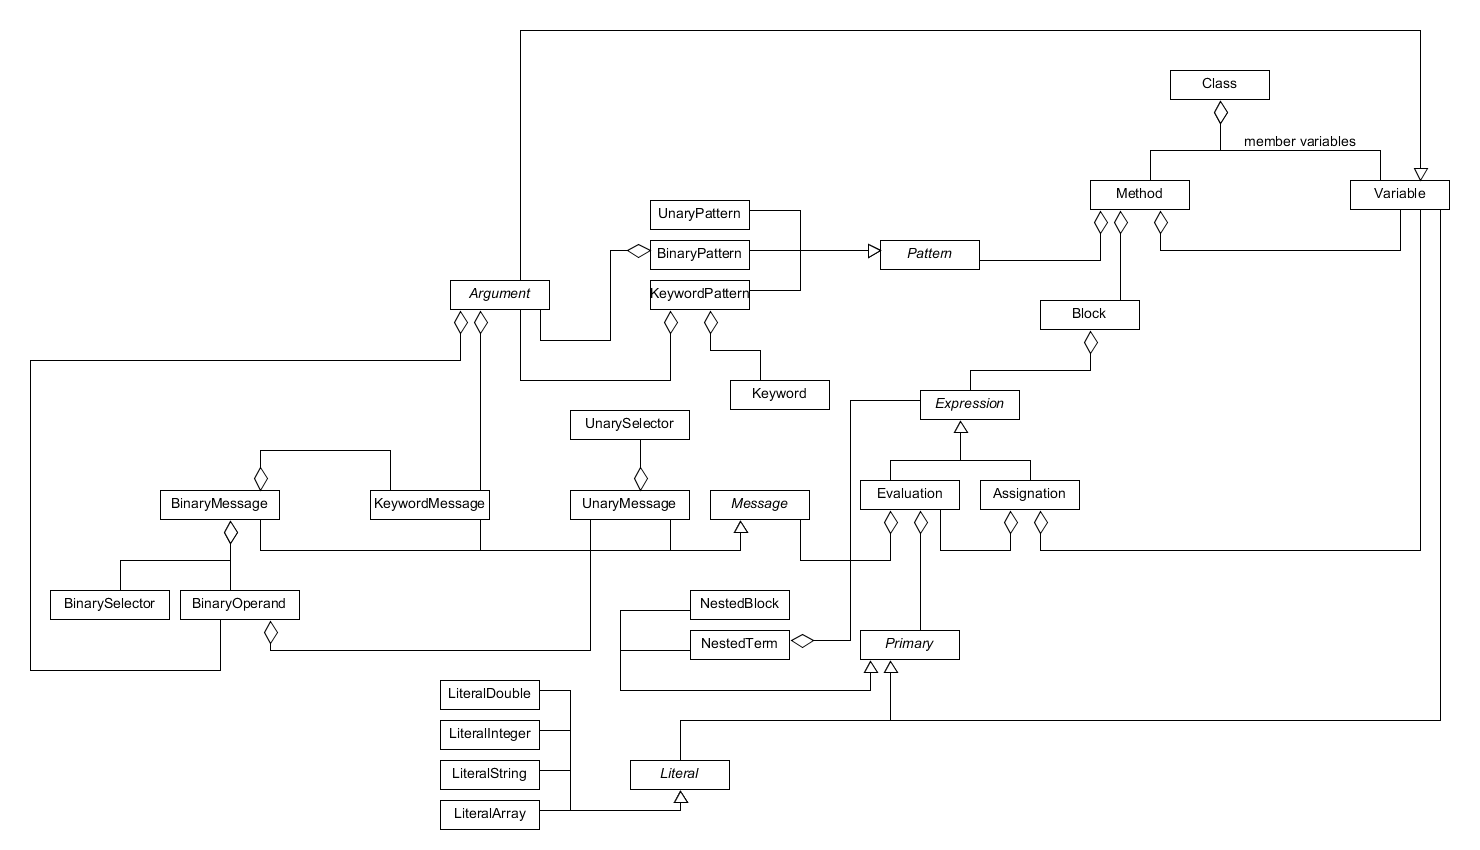 Class
member variables
Method
Variable
UnaryPattern
BinaryPattern
Pattern
Argument
KeywordPattern
Block
Keyword
Expression
UnarySelector
BinaryMessage
KeywordMessage
UnaryMessage
Message
Evaluation
Assignation
BinarySelector
BinaryOperand
NestedBlock
NestedTerm
Primary
LiteralDouble
LiteralInteger
LiteralString
Literal
LiteralArray